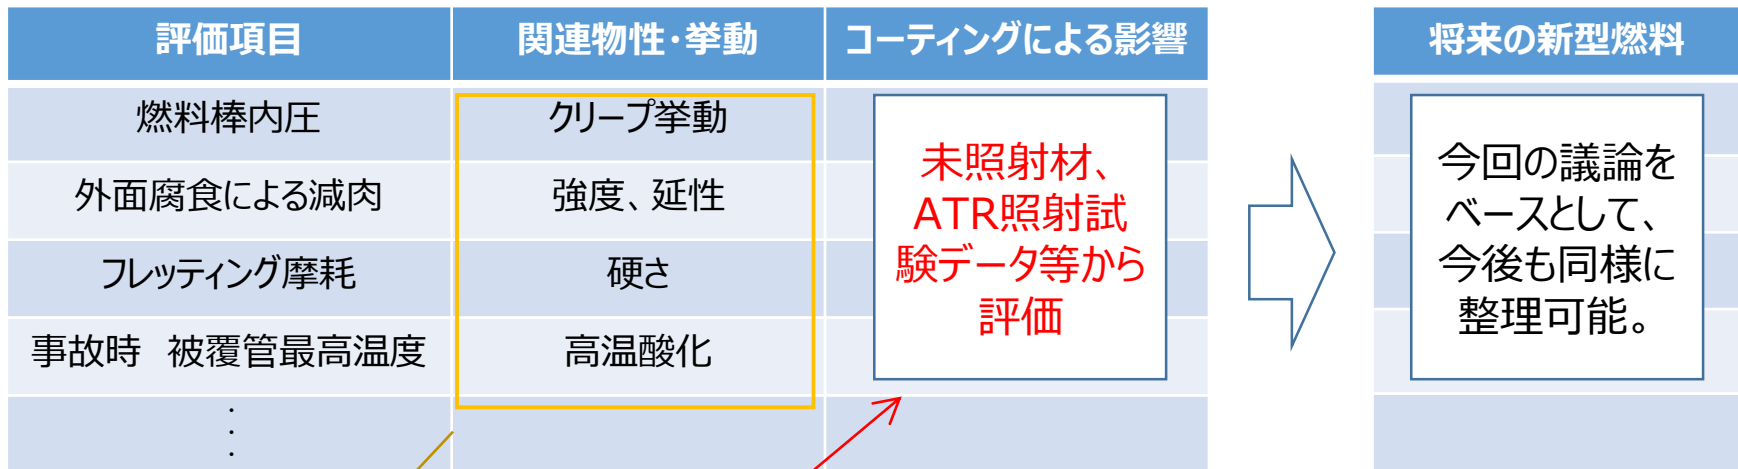 評価項目 関連物性・挙動 コーティングによる影響 将来の新型燃料
燃料棒内圧 クリープ挙動
外面腐食による減肉 強度、延性
フレッティング摩耗 硬さ
事故時　被覆管最高温度 高温酸化
・
・
・
未照射材、
ATR照射試
験データ等から
評価
今回の議論を
ベースとして、
今後も同様に
整理可能。